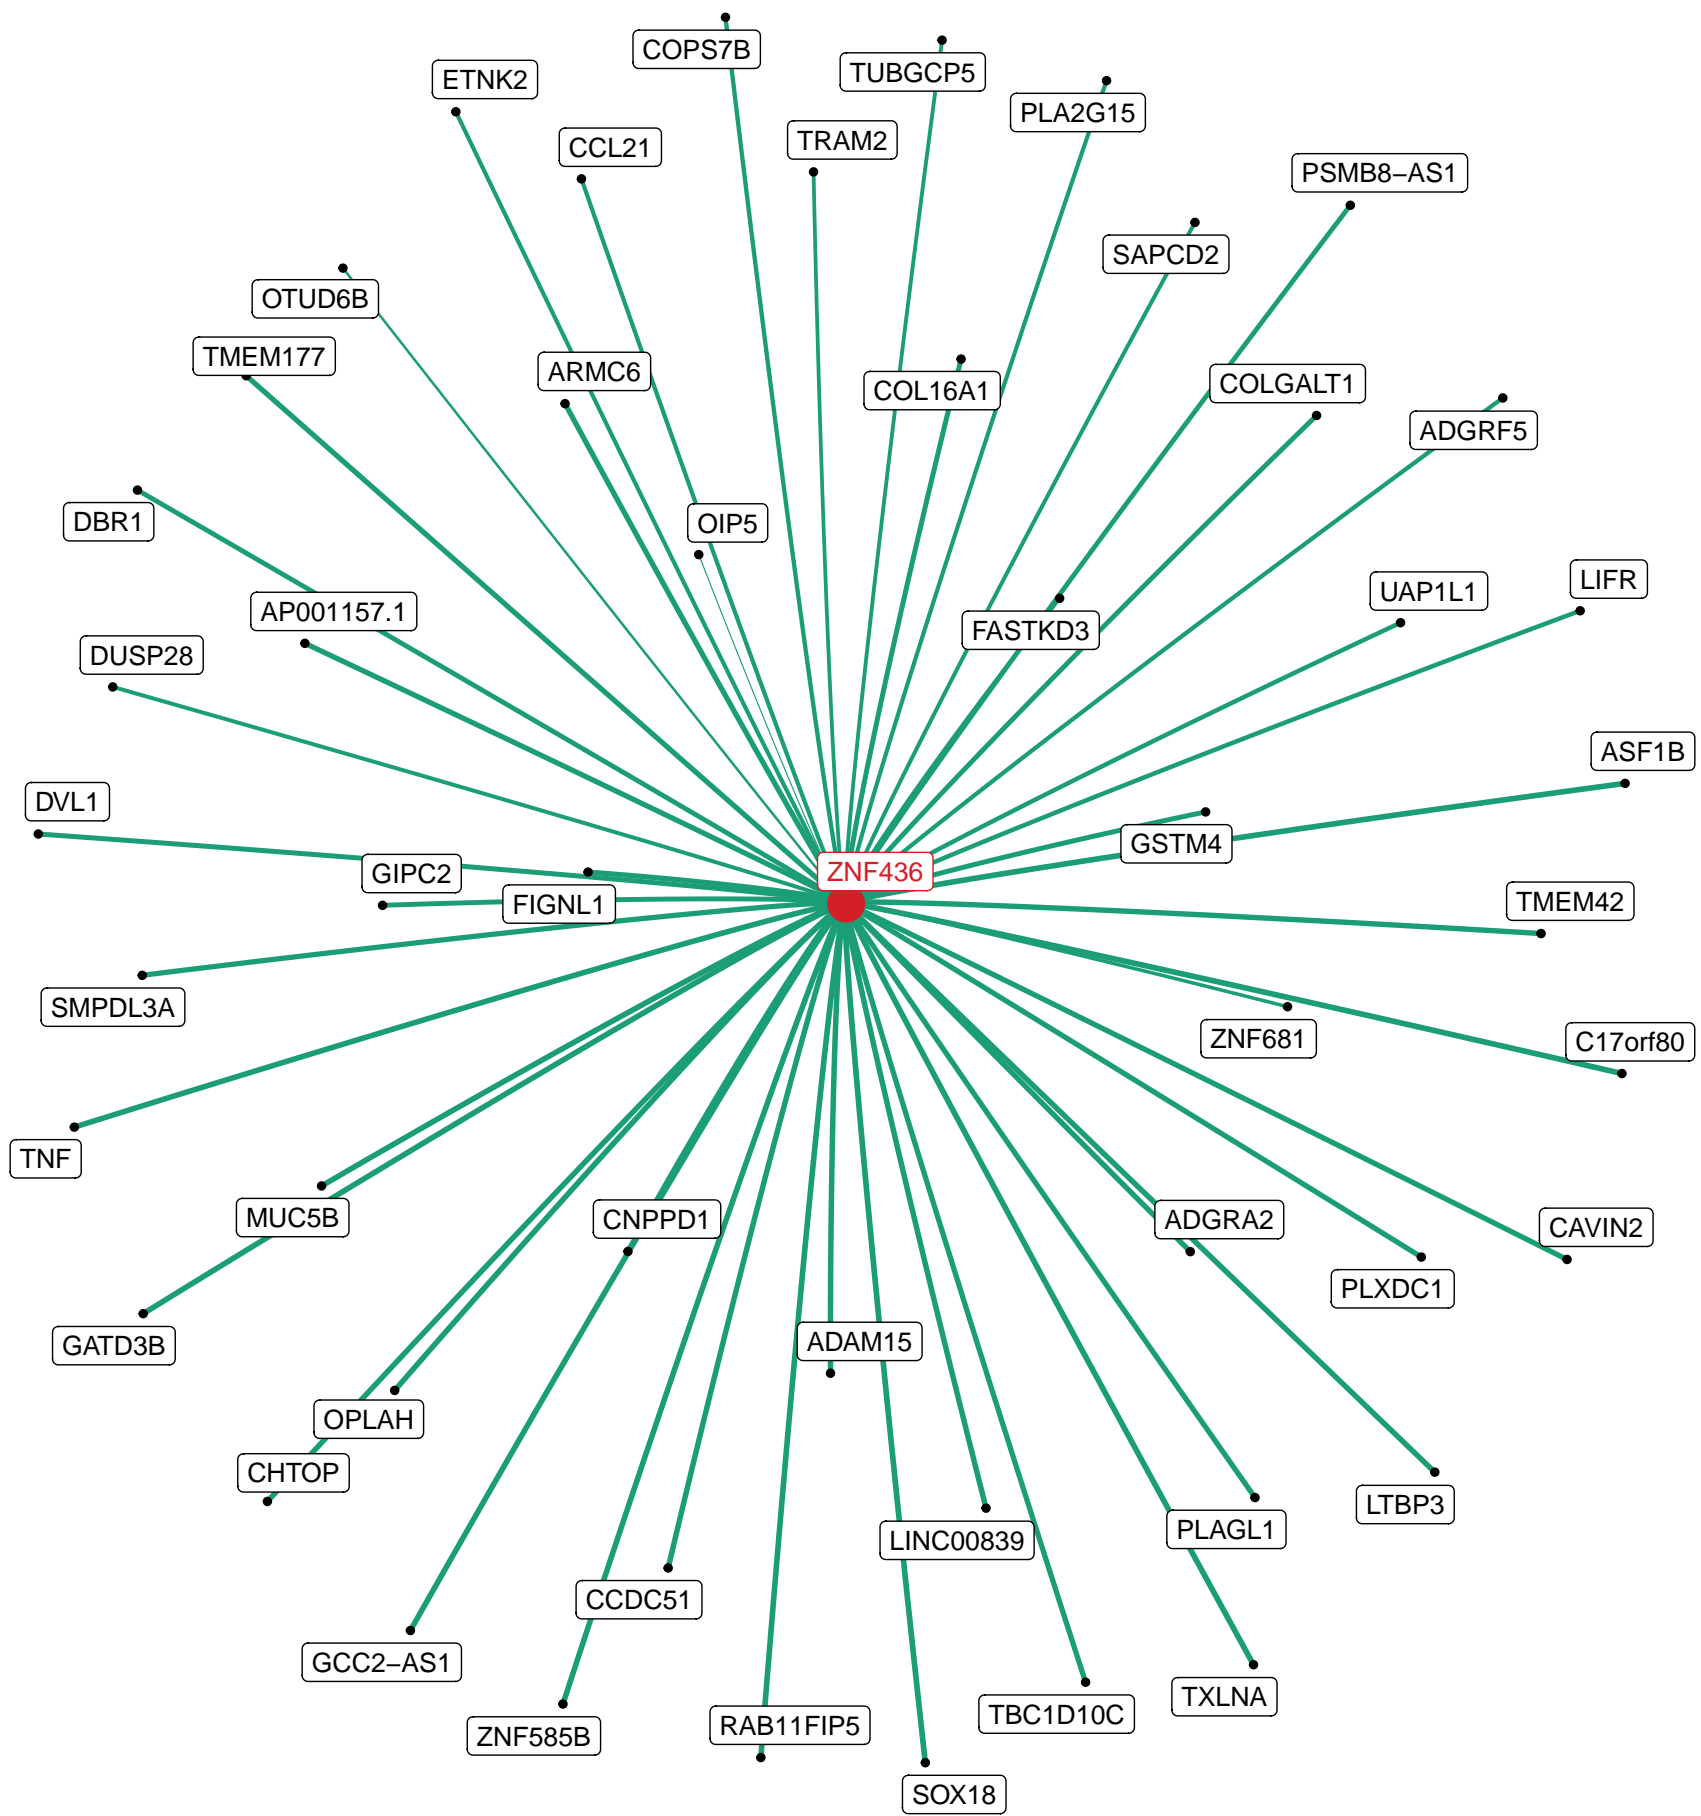 COPS7B
TUBGCP5
ETNK2
PLA2G15
TRAM2
CCL21
PSMB8−AS1
SAPCD2
OTUD6B
TMEM177
ARMC6
COLGALT1
COL16A1
ADGRF5
DBR1
OIP5
LIFR
UAP1L1
AP001157.1
FASTKD3
DUSP28
ASF1B
DVL1
GSTM4
ZNF436
GIPC2
TMEM42
FIGNL1
SMPDL3A
ZNF681
C17orf80
TNF
MUC5B
CNPPD1
ADGRA2
CAVIN2
PLXDC1
ADAM15
GATD3B
OPLAH
CHTOP
LTBP3
PLAGL1
LINC00839
CCDC51
GCC2−AS1
TXLNA
TBC1D10C
RAB11FIP5
ZNF585B
SOX18